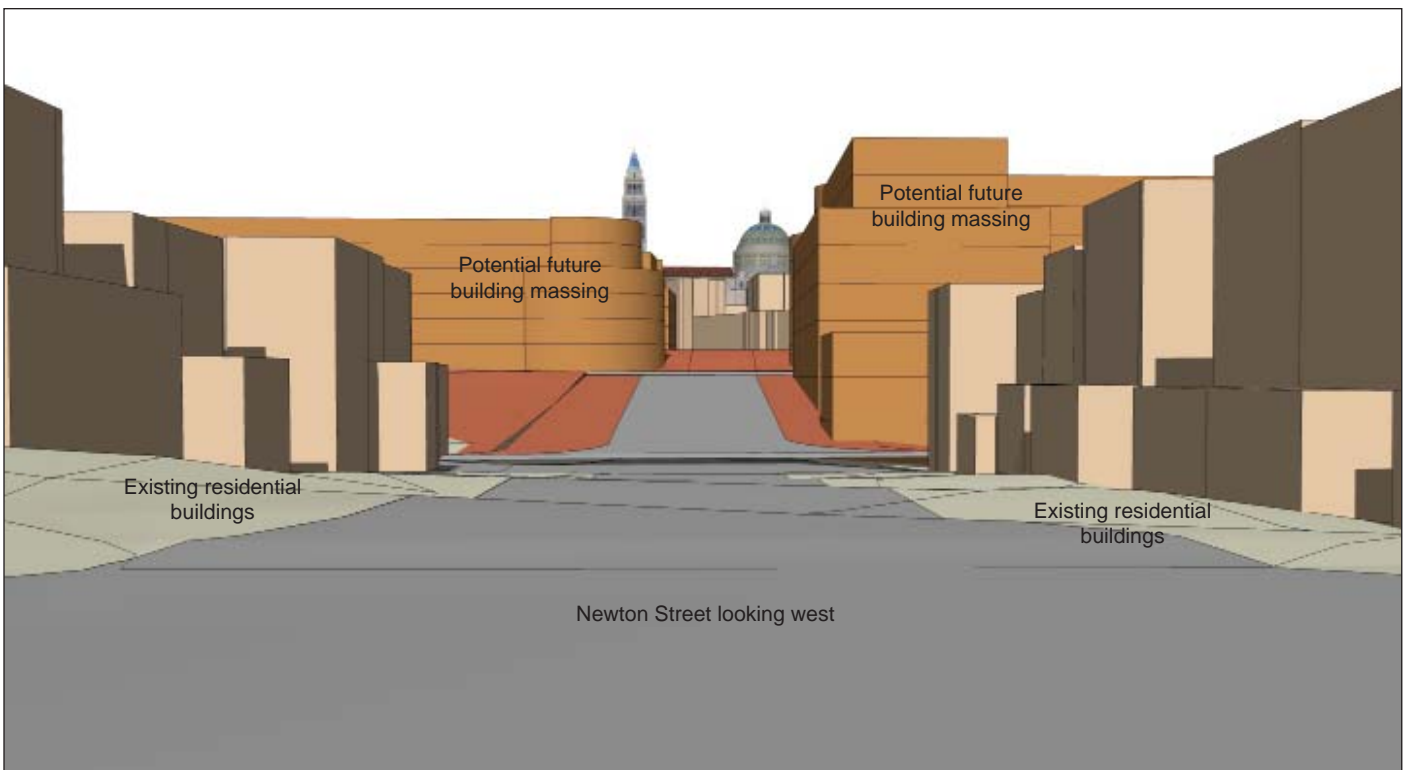 Potential future
building massing
Potential future
building massing
Existing residential
buildings
Existing residential
buildings
Newton Street looking west